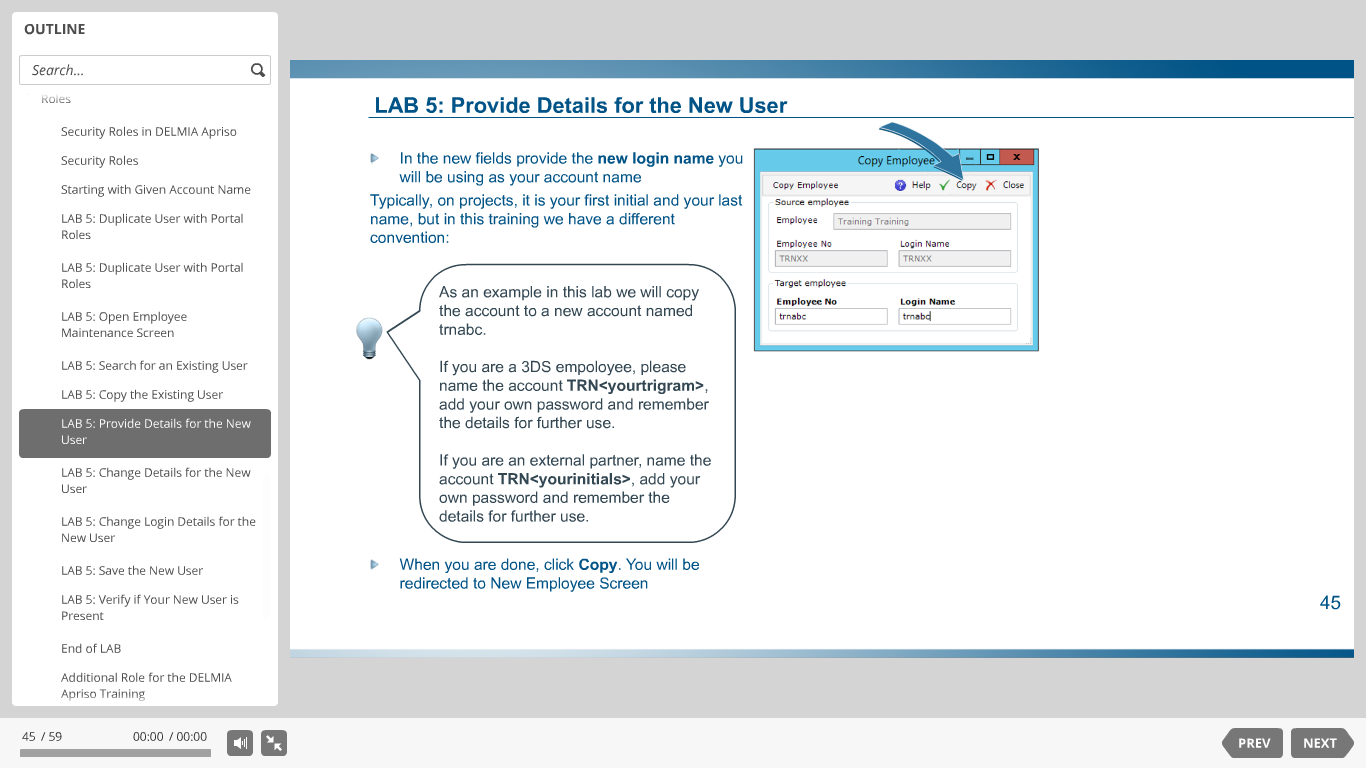 OUTLINE
Search...
Roles
Security Roles in DELMIA Apriso
Security Roles
Starting with Given Account Name
LAB 5: Duplicate User with Portal
Roles
LAB 5: Duplicate User with Portal
Roles
LAB 5: Open Employee
Maintenance Screen
LAB 5: Search for an Existing User
LAB 5: Copy the Existing User
LAB 5: Provide Details for the New
User
LAB 5: Change Details for the New
User
LAB 5: Change Login Details for the
New User
LAB 5: Save the New User
LAB 5: Verify if Your New User is
Present
End of LAB
Additional Role for the DELMIA
Apriso Training
LAB 5: Provide Details for the New User
In the new fields provide the new login name you
will be using as your account name
Typically, on projects, it is your first initial and your last
name, but in this training we have a different
convention:
As an example in this lab we will copy
the account to a new account named
trnabc.
If you are a 3DS empoloyee, please
name the account TRN<yourtrigram>,
add your own password and remember
the details for further use.
If you are an external partner, name the
account TRN<yourinitials>, add your
own password and remember the
details for further use.
When you are done, click Copy. You will be
redirected to New Employee Screen
Copy Employee
Copy Employee Help Copy Close
Source employee
Employee Training Training
Employee No Login Name
TRNXX TRNXX
Target employee
Employee No Login Name
trnabc trnabc
45
45 / 59 00:00 / 00:00
PREV NEXT